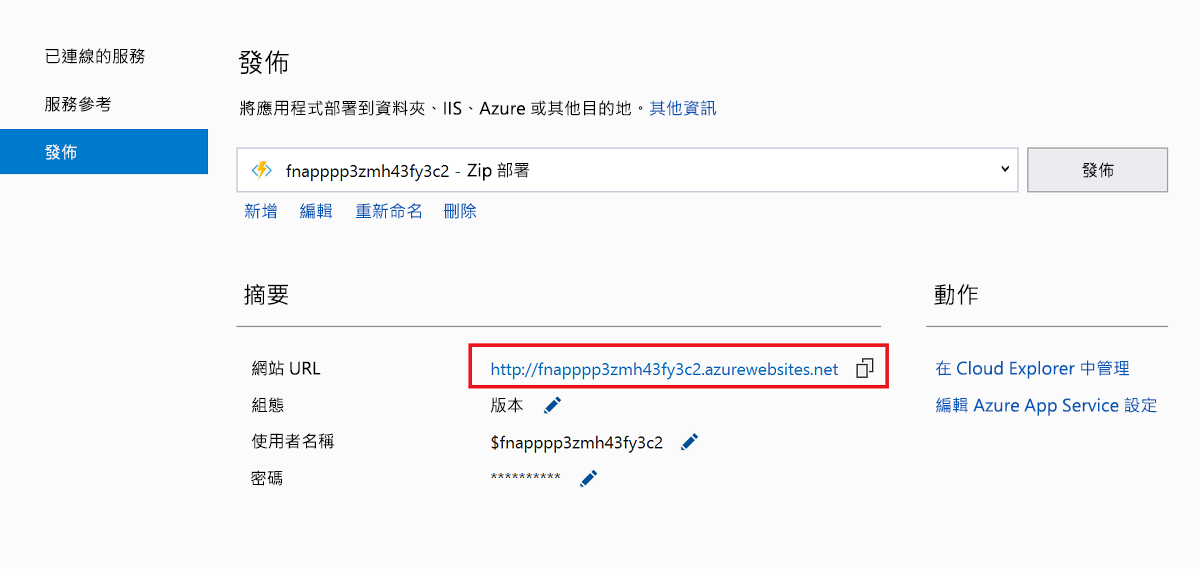 已連線的服務
服務參考
發佈
發佈
將應用程式部署到資料夾、IIS、Azure 或其他目的地。其他資訊
fnapppp3zmh43fy3c2 - Zip 部署
發佈
新增 編輯 重新命名 刪除
摘要
網站 URL http://fnapppp3zmh43fy3c2.azurewebsites.net
組態 版本
使用者名稱 $fnapppp3zmh43fy3c2
密碼 **********
動作
在 Cloud Explorer 中管理
編輯 Azure App Service 設定